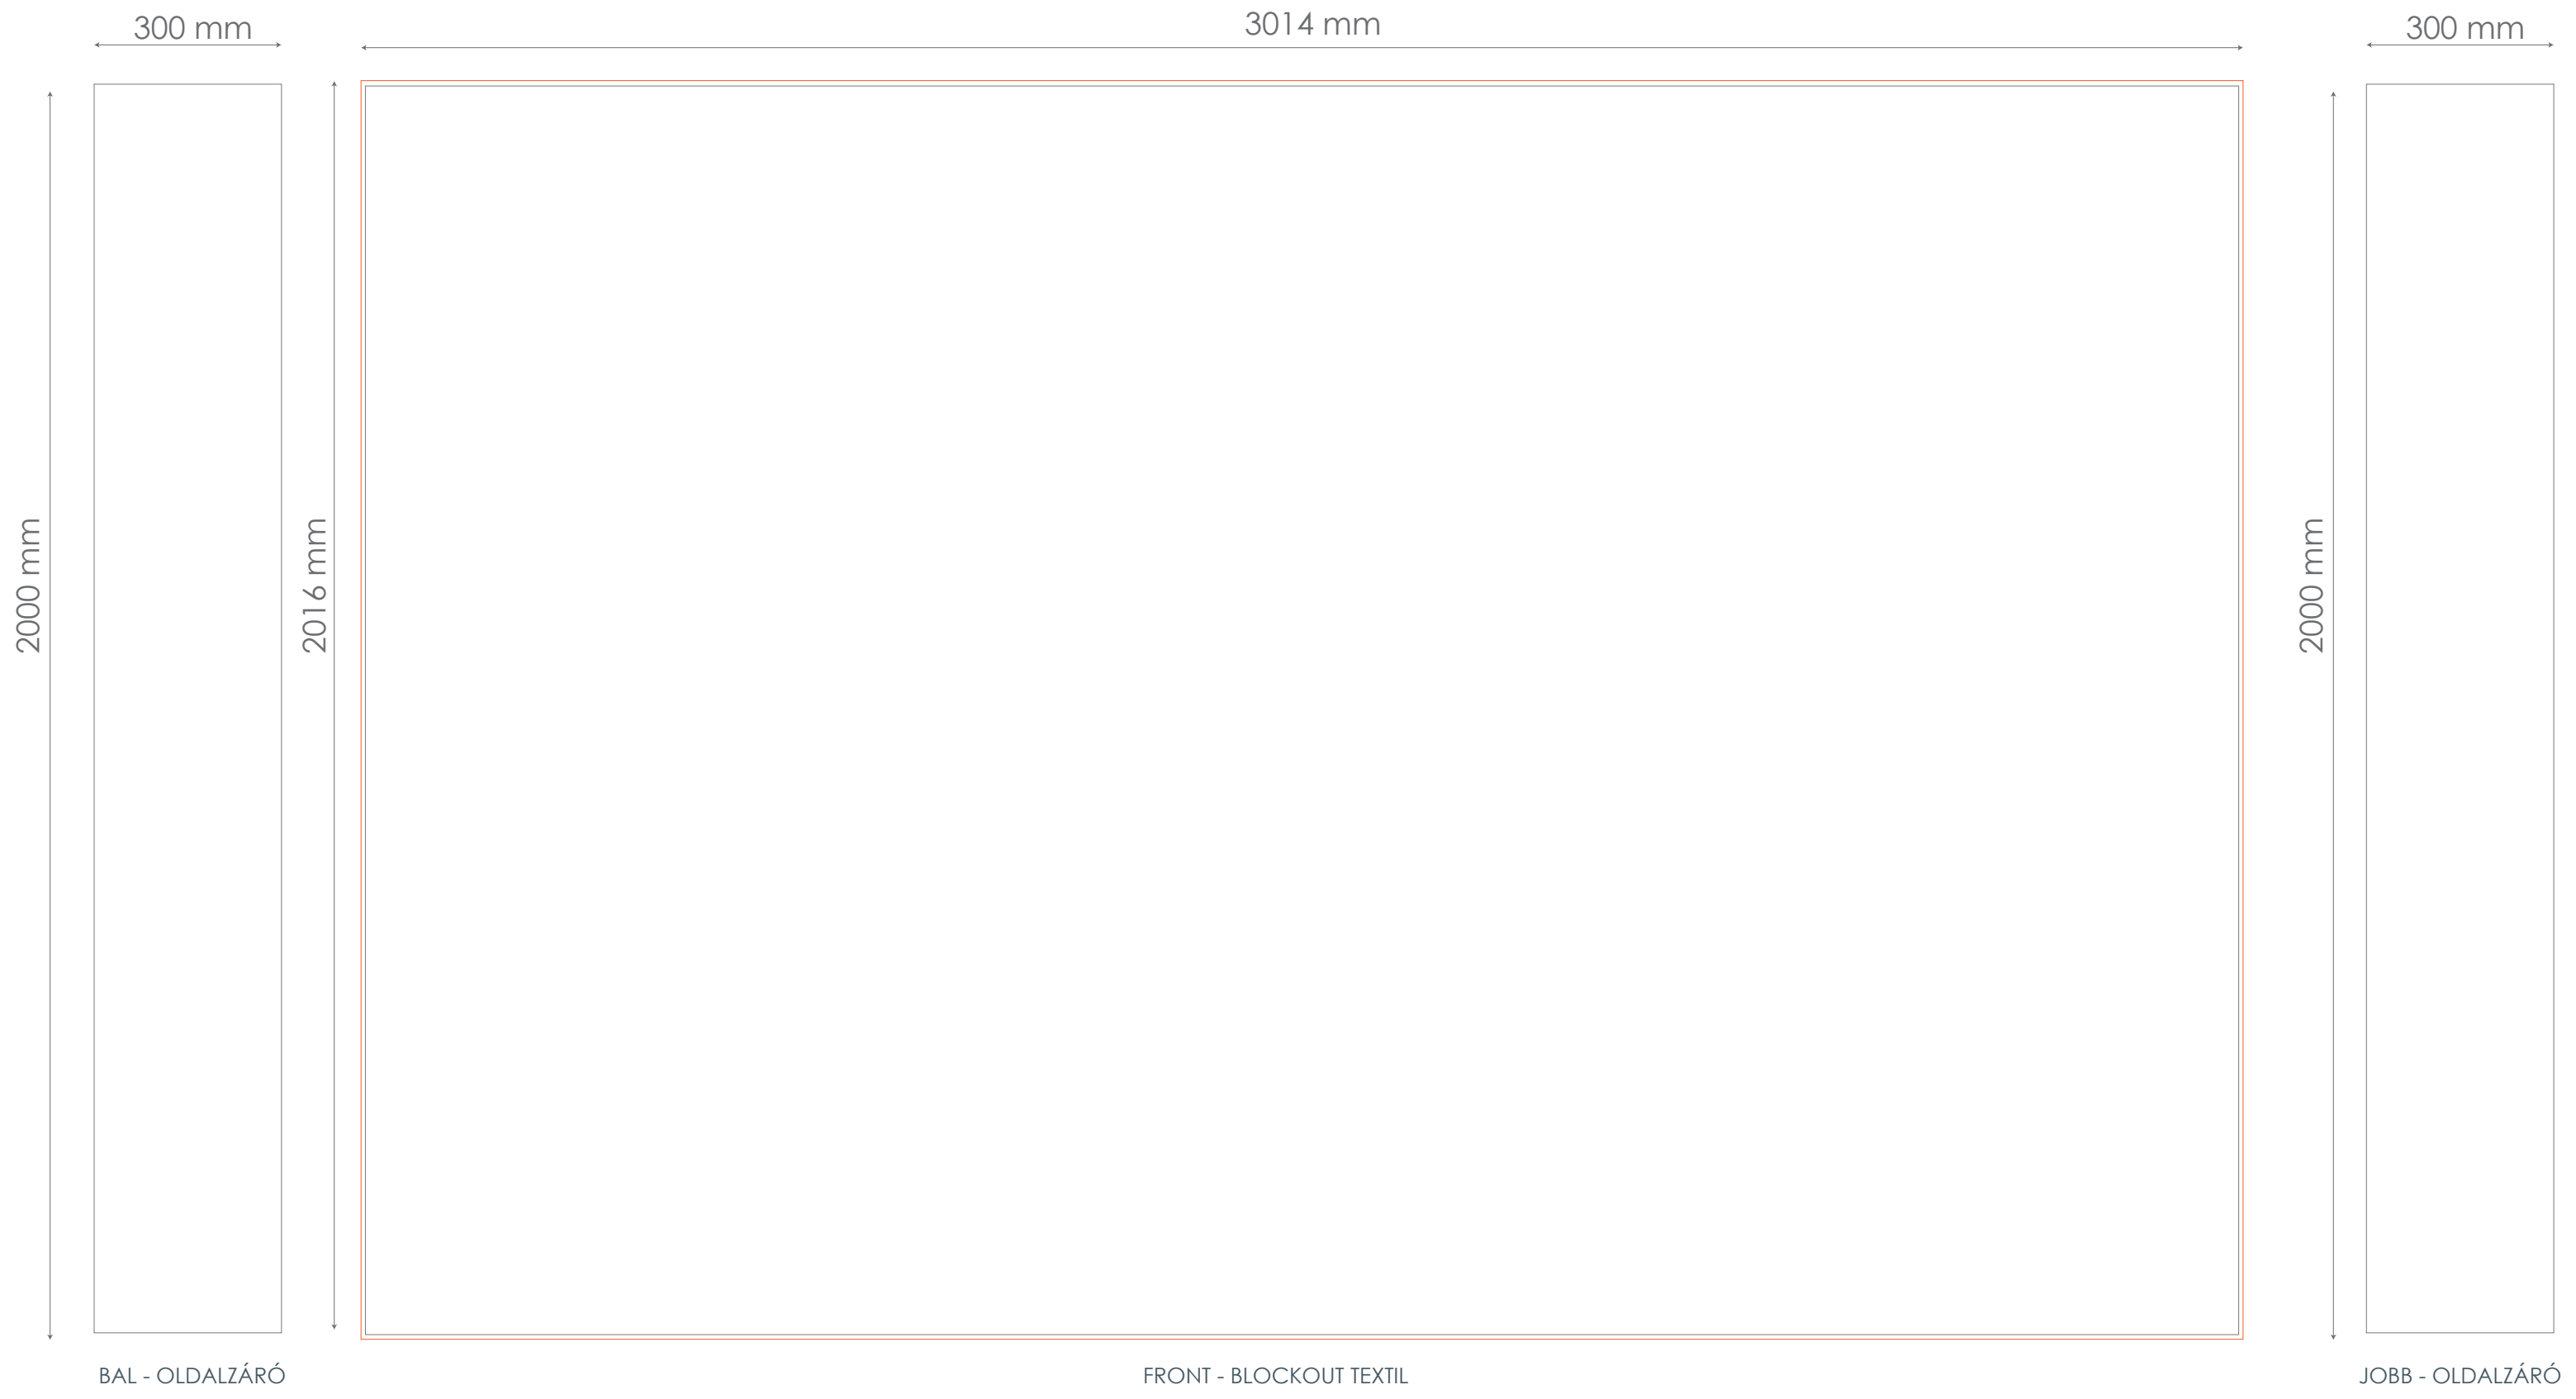 300 mm
3014 mm
300 mm
2000 mm
2016 mm
2000 mm
BAL - OLDALZÁRÓ
FRONT - BLOCKOUT TEXTIL
JOBB - OLDALZÁRÓ